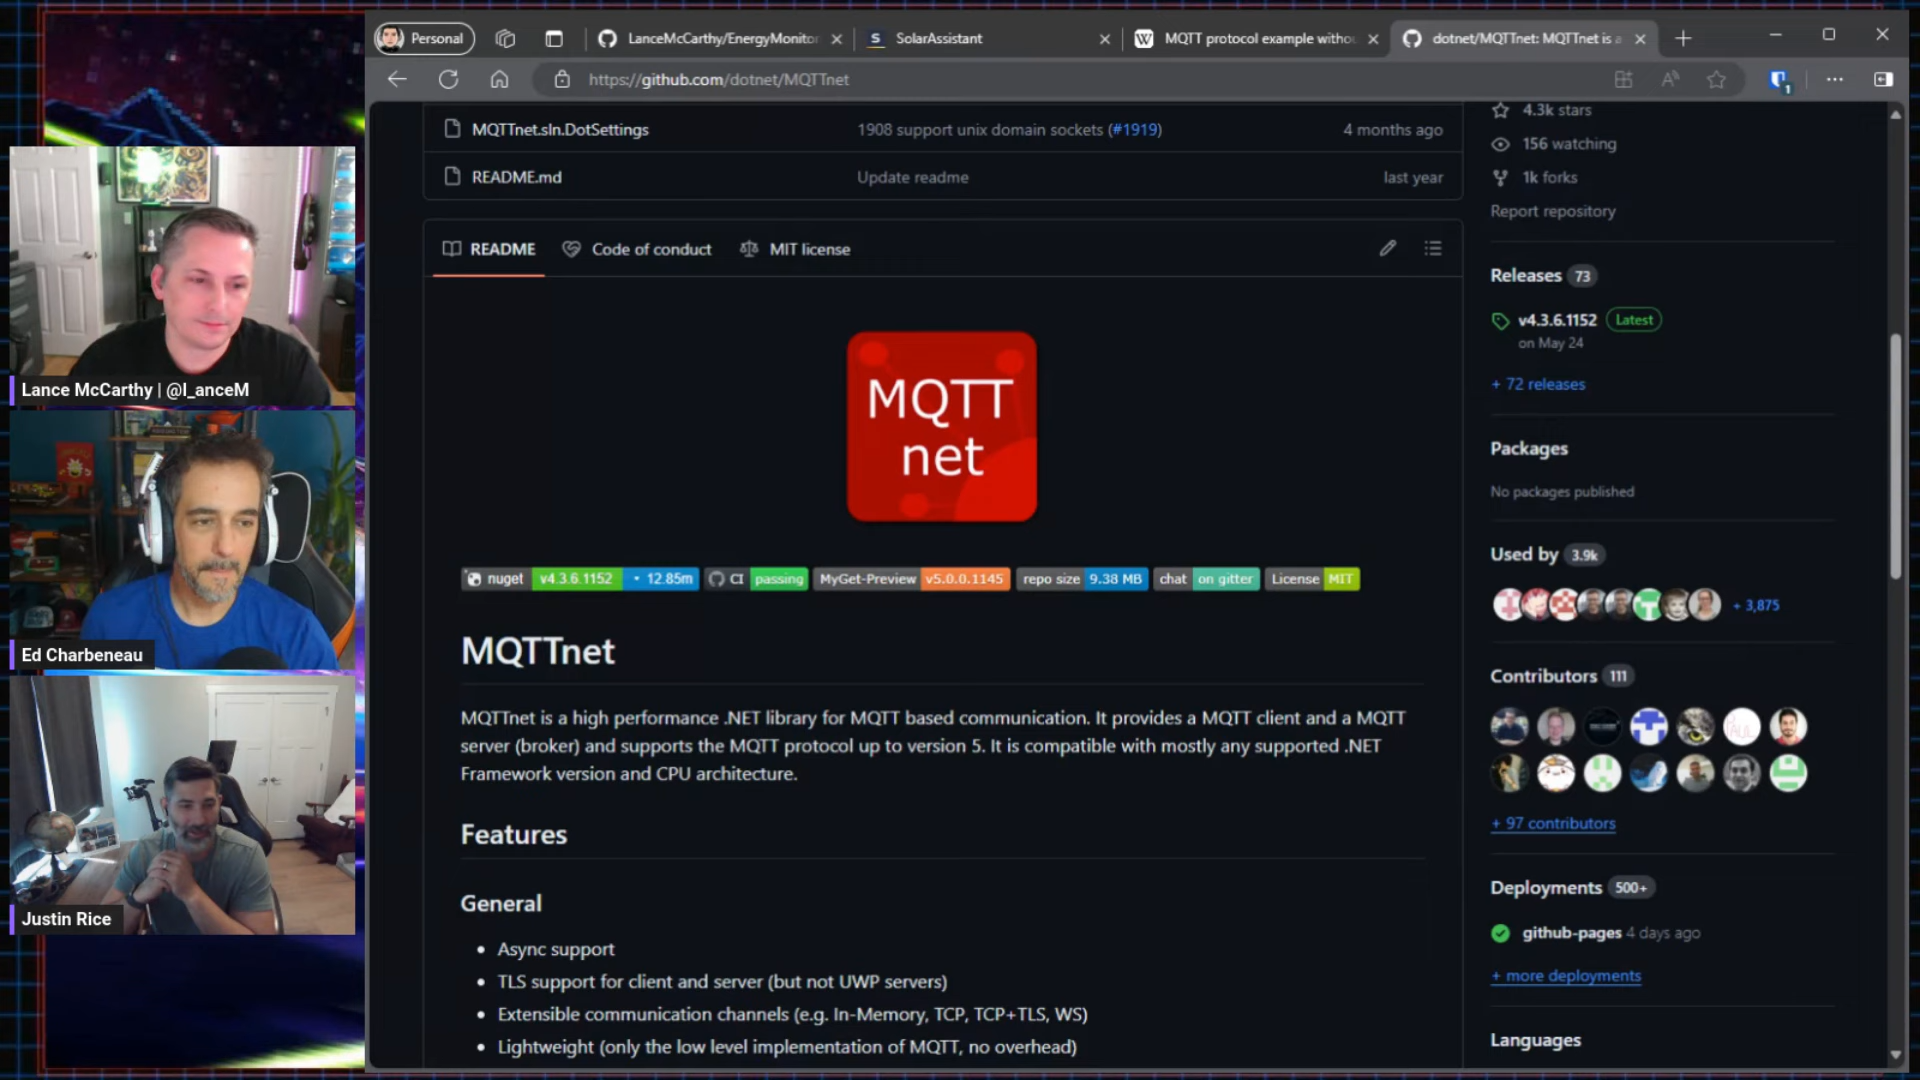 Personal
LanceMcCarthy/EnergyMonitor
SolarAssistant
MQTT protocol example witho
dotnet/MQTTnet: MQTTnet is a
https://github.com/dotnet/MQTTnet
1
MQTTnet.sln.DotSettings 1908 support unix domain sockets (#1919) 4 months ago
README.md Update readme last year
README Code of conduct MIT license
MQTT
net
nuget v4.3.6.1152 • 12.85m CI passing MyGet-Preview v5.0.0.1145 repo size 9.38 MB chat on gitter License MIT
MQTTnet
MQTTnet is a high performance .NET library for MQTT based communication. It provides a MQTT client and a MQTT
server (broker) and supports the MQTT protocol up to version 5. It is compatible with mostly any supported .NET
Framework version and CPU architecture.
Features
General
• Async support
• TLS support for client and server (but not UWP servers)
• Extensible communication channels (e.g. In-Memory, TCP, TCP+TLS, WS)
• Lightweight (only the low level implementation of MQTT, no overhead)
4.3k stars
156 watching
1k forks
Report repository
Releases 73
v4.3.6.1152 Latest
on May 24
+ 72 releases
Packages
No packages published
Used by 3.9k
+ 3,875
Contributors 111
+ 97 contributors
Deployments 500+
github-pages 4 days ago
+ more deployments
Languages
Lance McCarthy | @l_anceM
Ed Charbeneau
Justin Rice